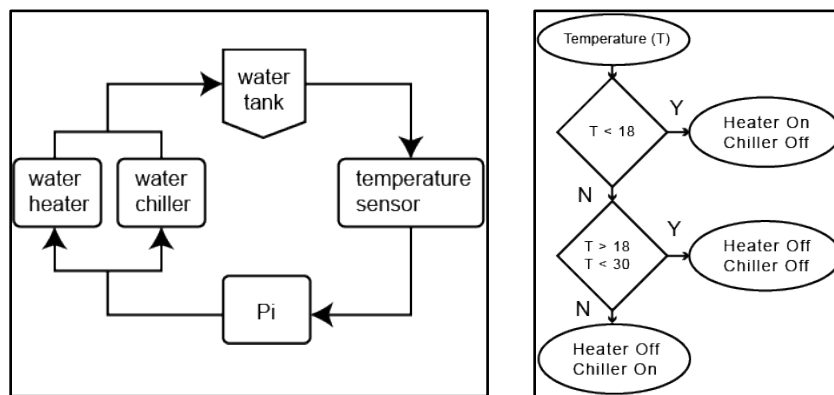 water
tank
water
heater
water
chiller
temperature
sensor
Pi
Temperature (T)
T < 18
Y
Heater On
Chiller Off
N
T > 18
T < 30
Y
Heater Off
Chiller Off
N
Heater Off
Chiller On